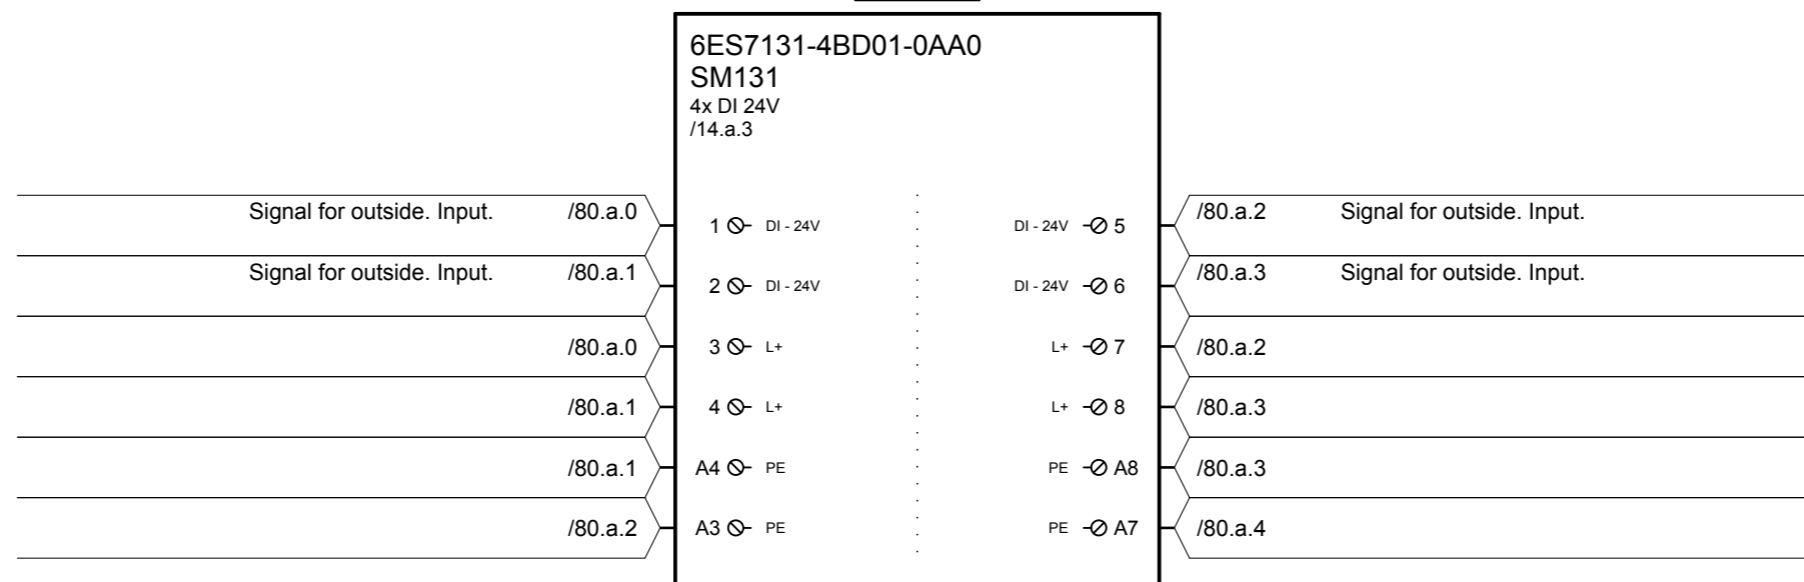 6ES7131-4BD01-0AA0
SM131
4x DI 24V
/14.a.3
Signal for outside. Input. /80.a.0 1 DI - 24V DI - 24V 5 /80.a.2 Signal for outside. Input.
Signal for outside. Input. /80.a.1 2 DI - 24V DI - 24V 6 /80.a.3 Signal for outside. Input.
/80.a.0 3 L+ L+ 7 /80.a.2
/80.a.1 4 L+ L+ 8 /80.a.3
/80.a.1 A4 PE PE A8 /80.a.3
/80.a.2 A3 PE PE A7 /80.a.4